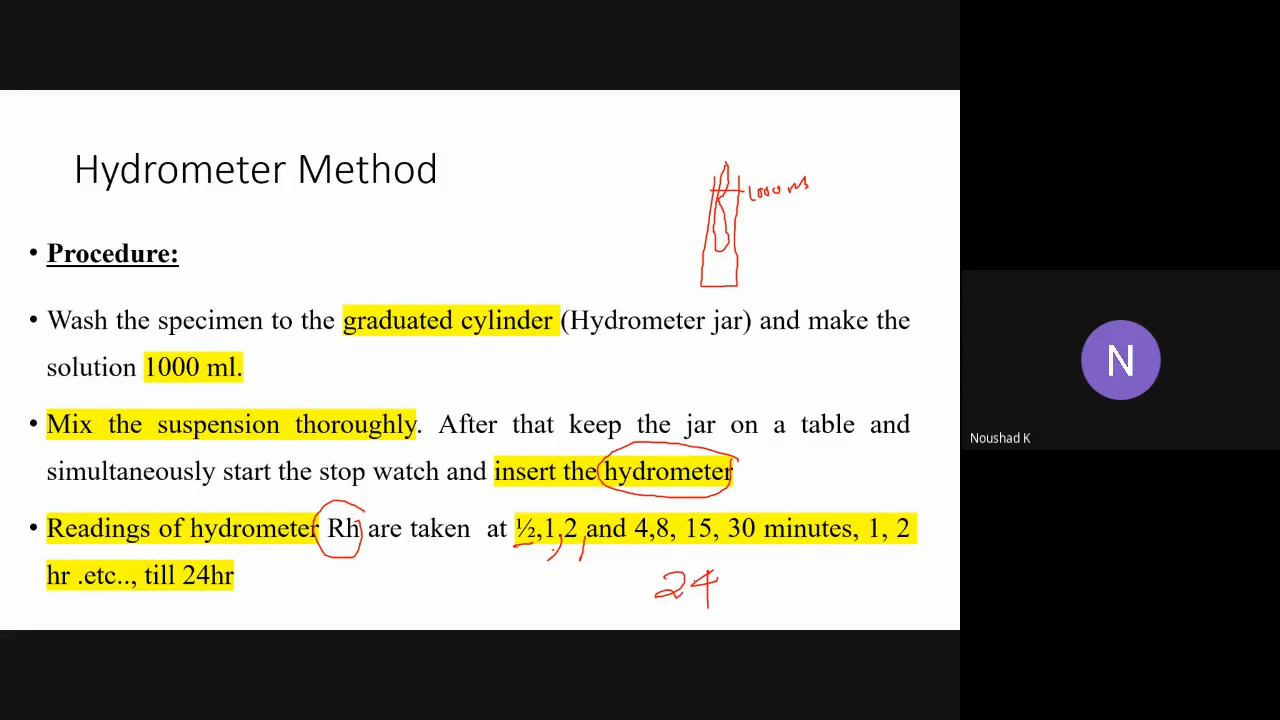 Hydrometer Method
1000 ml
• Procedure:
• Wash the specimen to the graduated cylinder (Hydrometer jar) and make the
solution 1000 ml.
• Mix the suspension thoroughly. After that keep the jar on a table and
simultaneously start the stop watch and insert the hydrometer
• Readings of hydrometer Rh are taken at ½,1,2 and 4,8, 15, 30 minutes, 1, 2
hr .etc.., till 24hr
24
N
Noushad K